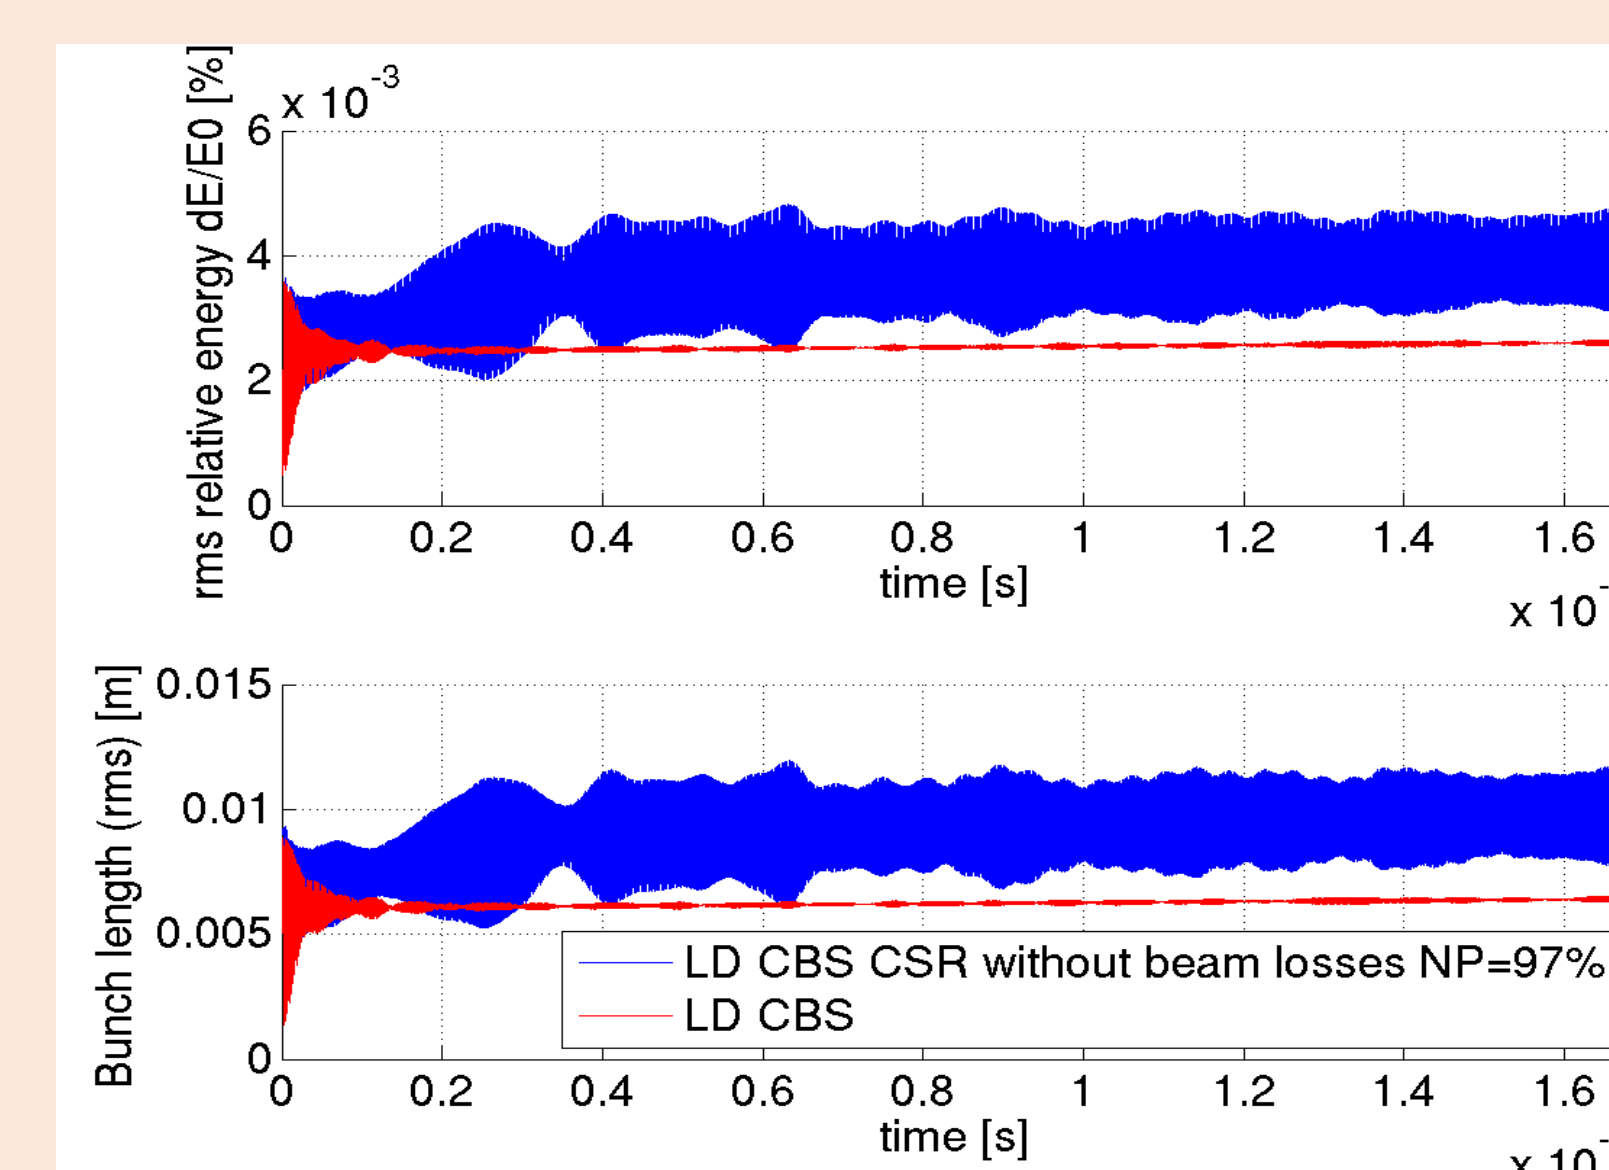 x 10-3
rms relative energy dE/E0 [%]
6
4
2
0
0 0.2 0.4 0.6 0.8 1 1.2 1.4 1.6
time [s]
x 10-
Bunch length (rms) [m]
0.015
0.01
0.005
0
LD CBS CSR without beam losses NP=97%
LD CBS
0 0.2 0.4 0.6 0.8 1 1.2 1.4 1.6
time [s]
x 10-